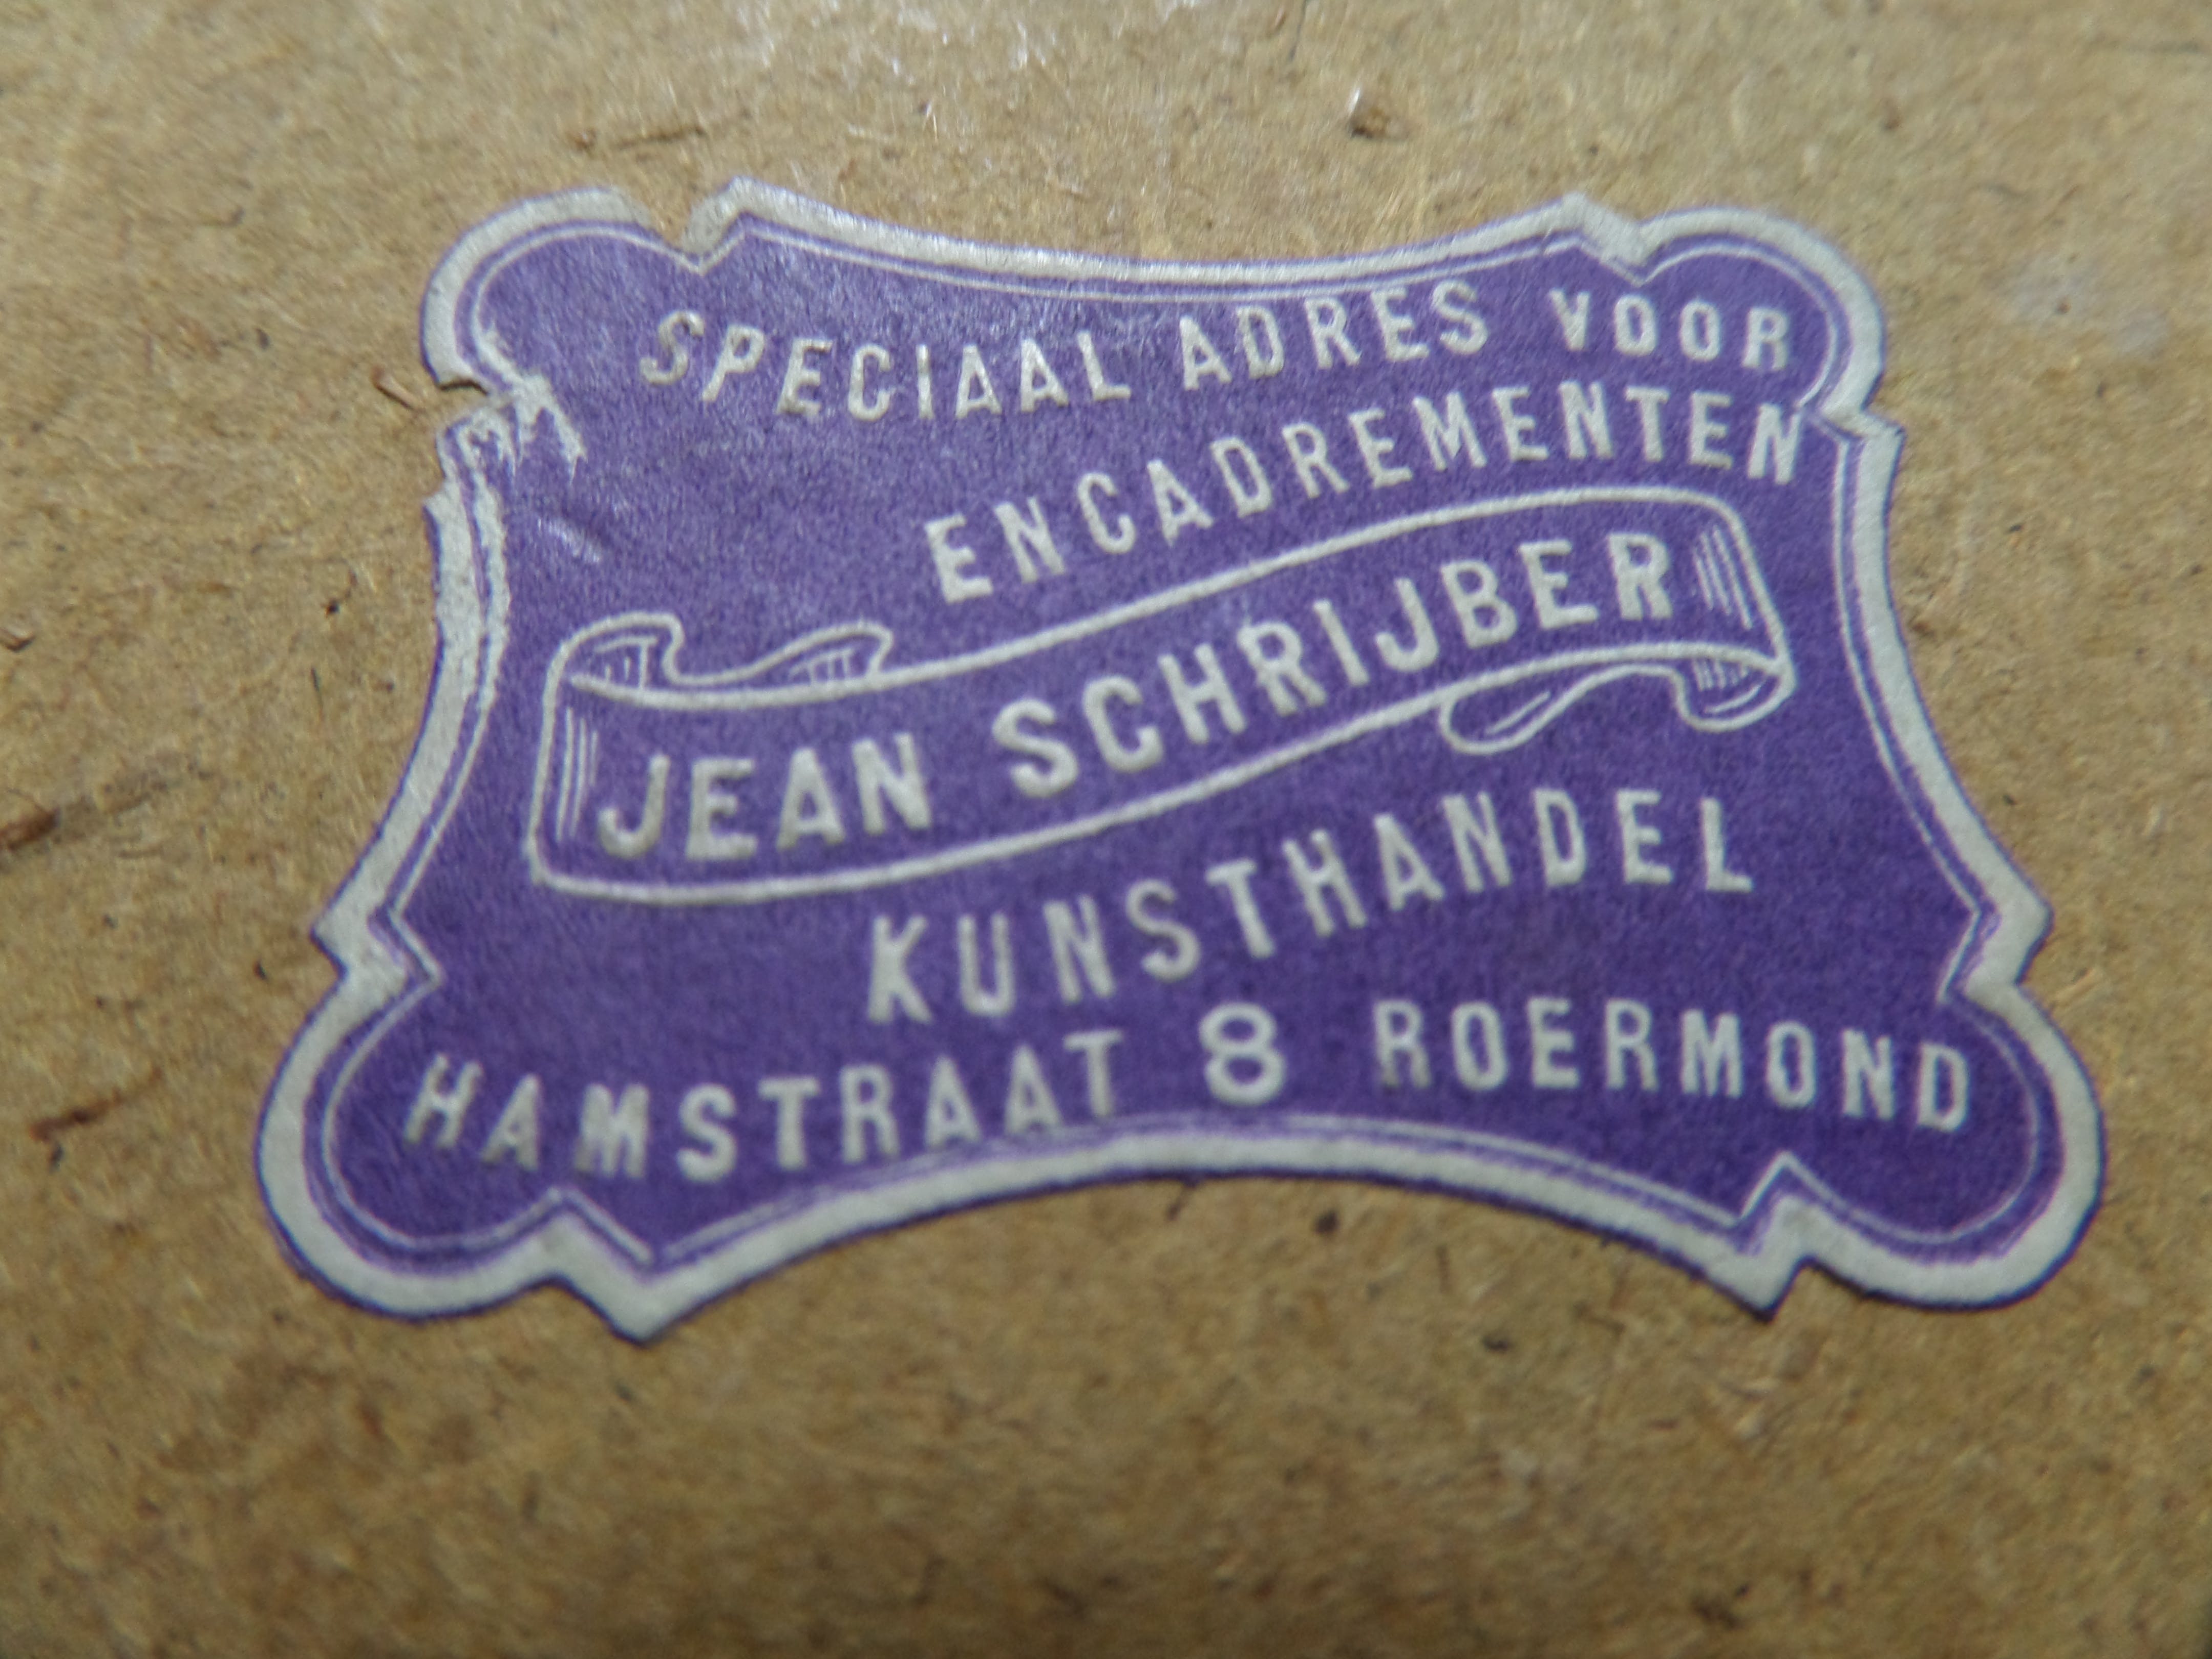 SPECIAAL ADRES VOOR
ENCADREMENTEN
JEAN SCHRIJBER
KUNSTHANDEL
HAMSTRAAT 8 ROERMOND